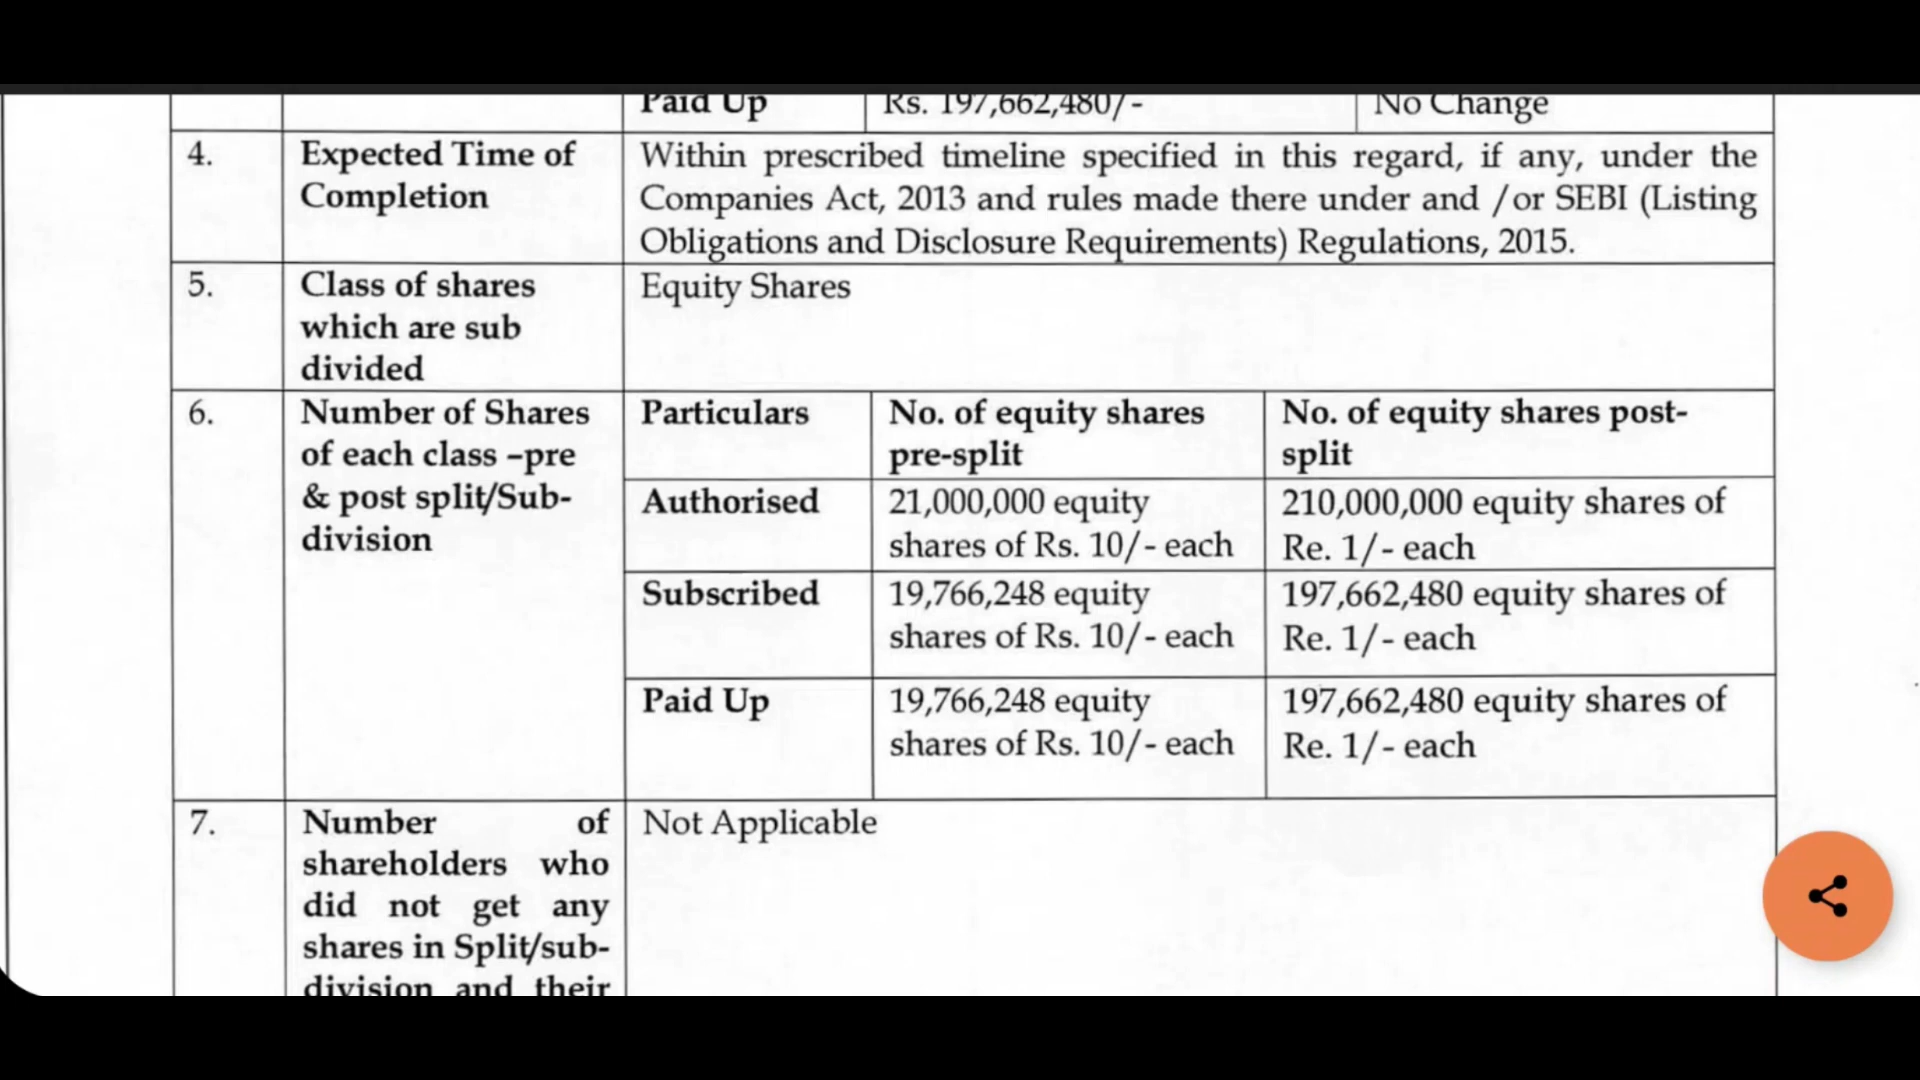 Paid Up Rs. 197,662,480/- No Change
4. Expected Time of Completion Within prescribed timeline specified in this regard, if any, under the
Companies Act, 2013 and rules made there under and /or SEBI (Listing
Obligations and Disclosure Requirements) Regulations, 2015.
5. Class of shares Equity Shares
which are sub
divided
6. Number of Shares Particulars No. of equity shares No. of equity shares post-
of each class –pre pre-split split
& post split/Sub- Authorised 21,000,000 equity 210,000,000 equity shares of
division shares of Rs. 10/- each Re. 1/- each
Subscribed 19,766,248 equity 197,662,480 equity shares of
shares of Rs. 10/- each Re. 1/- each
Paid Up 19,766,248 equity 197,662,480 equity shares of
shares of Rs. 10/- each Re. 1/- each
7. Number of Not Applicable
shareholders who
did not get any
shares in Split/sub-
division and their